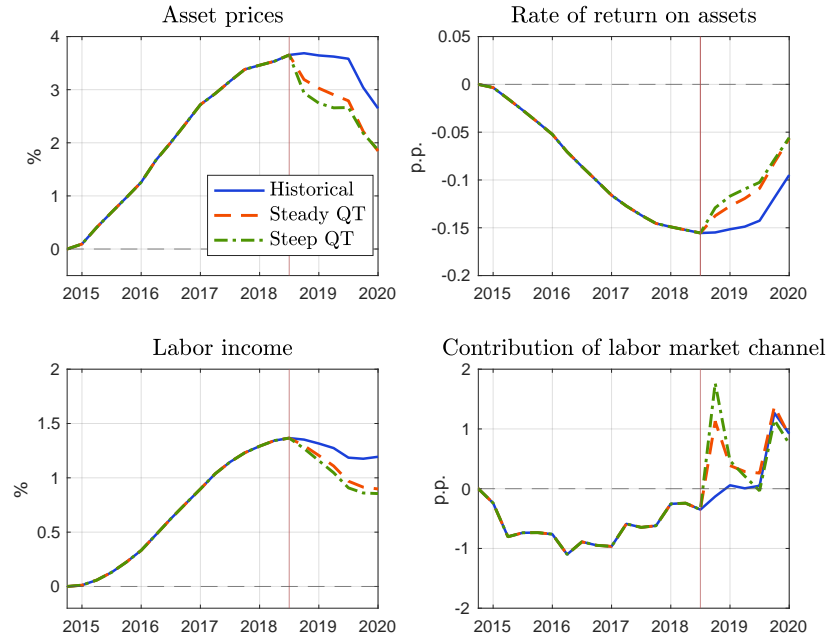 Asset prices
4
3
2
1
0
%
2015 2016 2017 2018 2019 2020
Historical
Steady QT
Steep QT
Rate of return on assets
0.05
0
-0.05
-0.1
-0.15
-0.2
p.p.
2015 2016 2017 2018 2019 2020
Labor income
2
1.5
1
0.5
0
%
2015 2016 2017 2018 2019 2020
Contribution of labor market channel
2
1
0
-1
-2
p.p.
2015 2016 2017 2018 2019 2020